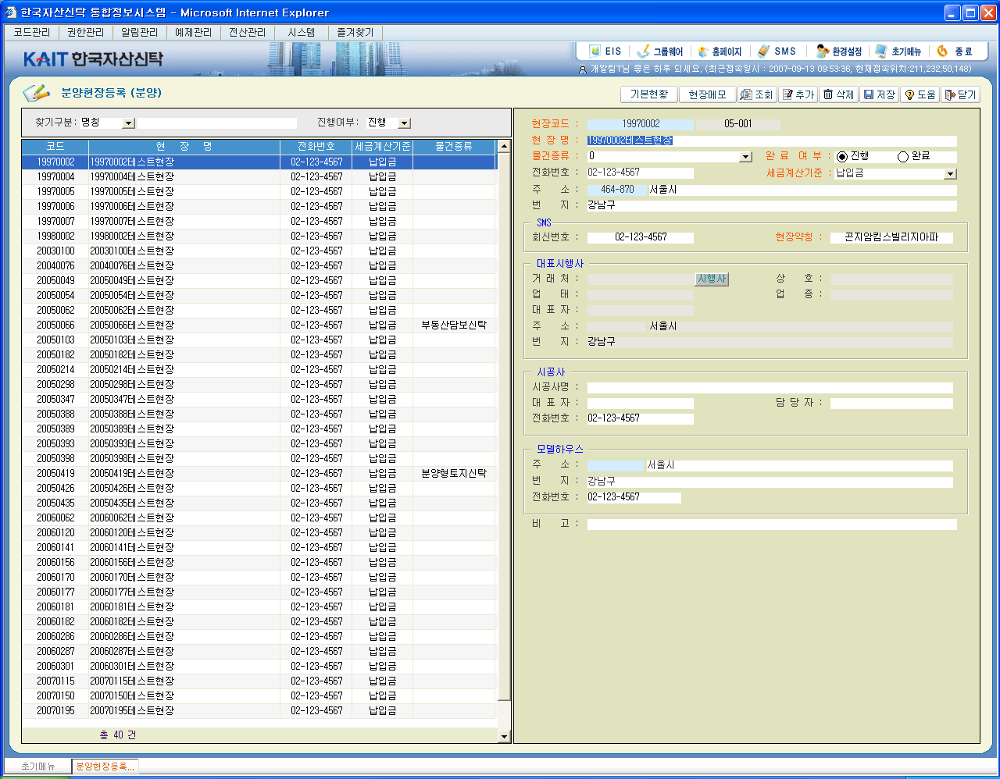 한국자산신탁 통합정보시스템 - Microsoft Internet Explorer
코드관리 권한관리 알림관리 예제관리 전산관리 시스템 즐겨찾기
KAIT 한국자산신탁 EIS 그룹웨어 홈페이지 SMS 환경설정 초기메뉴 종료
개발팀T님 좋은 하루 되세요. (최근접속일시 : 2007-09-13 09:53:36, 현재접속위치:211,232,50,148)
분양현장등록 (분양) 기본현황 현장메모 조회 추가 삭제 저장 도움 닫기
찾기구분: 명칭 진행여부: 진행
코드 현 장 명 전화번호 세금계산기준 물건종류
19970002 19970002테스트현장 02-123-4567 납입금
19970004 19970004테스트현장 02-123-4567 납입금
19970005 19970005테스트현장 02-123-4567 납입금
19970006 19970006테스트현장 02-123-4567 납입금
19970007 19970007테스트현장 02-123-4567 납입금
19980002 19980002테스트현장 02-123-4567 납입금
20030100 20030100테스트현장 02-123-4567 납입금
20040076 20040076테스트현장 02-123-4567 납입금
20050049 20050049테스트현장 02-123-4567 납입금
20050054 20050054테스트현장 02-123-4567 납입금
20050062 20050062테스트현장 02-123-4567 납입금
20050066 20050066테스트현장 02-123-4567 납입금 부동산담보신탁
20050103 20050103테스트현장 02-123-4567 납입금
20050182 20050182테스트현장 02-123-4567 납입금
20050214 20050214테스트현장 02-123-4567 납입금
20050298 20050298테스트현장 02-123-4567 납입금
20050347 20050347테스트현장 02-123-4567 납입금
20050388 20050388테스트현장 02-123-4567 납입금
20050389 20050389테스트현장 02-123-4567 납입금
20050393 20050393테스트현장 02-123-4567 납입금
20050398 20050398테스트현장 02-123-4567 납입금
20050419 20050419테스트현장 02-123-4567 납입금 분양형토지신탁
20050426 20050426테스트현장 02-123-4567 납입금
20050435 20050435테스트현장 02-123-4567 납입금
20060062 20060062테스트현장 02-123-4567 납입금
20060120 20060120테스트현장 02-123-4567 납입금
20060141 20060141테스트현장 02-123-4567 납입금
20060156 20060156테스트현장 02-123-4567 납입금
20060170 20060170테스트현장 02-123-4567 납입금
20060177 20060177테스트현장 02-123-4567 납입금
20060181 20060181테스트현장 02-123-4567 납입금
20060182 20060182테스트현장 02-123-4567 납입금
20060286 20060286테스트현장 02-123-4567 납입금
20060287 20060287테스트현장 02-123-4567 납입금
20060301 20060301테스트현장 02-123-4567 납입금
20070115 20070115테스트현장 02-123-4567 납입금
20070150 20070150테스트현장 02-123-4567 납입금
20070195 20070195테스트현장 02-123-4567 납입금
총 40 건
현장코드 : 19970002 05-001
현 장 명 : 19970002테스트현장
물건종류 : 0 완 료 여 부 : 진행 완료
전화번호 : 02-123-4567 세금계산기준 : 납입금
주 소 : 464-870 서울시
번 지 : 강남구
SMS
회신번호 : 02-123-4567 현장약칭 : 곤지암킴스빌리지아파
대표시행사
거 래 처 : 시행사 상 호 :
업 태 : 업 종 :
대 표 자 :
주 소 : 서울시
번 지 : 강남구
시공사
시공사명 :
대 표 자 : 담 당 자 :
전화번호 : 02-123-4567
모델하우스
주 소 : 서울시
번 지 : 강남구
전화번호 : 02-123-4567
비 고 :
초기메뉴 분양현장등록...